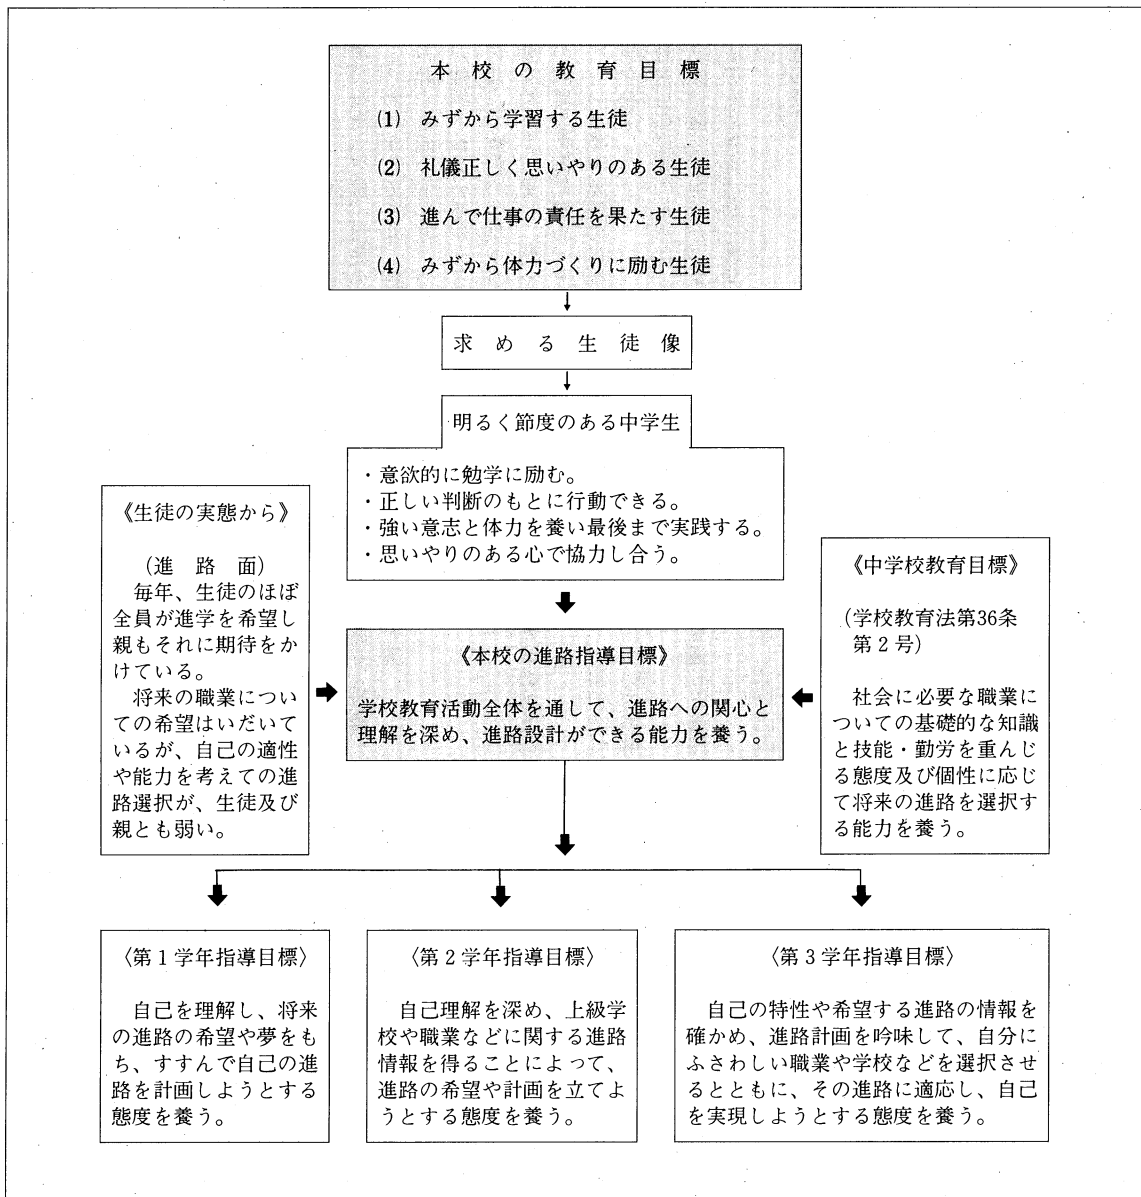 本校の教育目標
(1) みずから学習する生徒
(2) 礼儀正しく思いやりのある生徒
(3) 進んで仕事の責任を果たす生徒
(4) みずから体力づくりに励む生徒
求める生徒像
明るく節度のある中学生
・意欲的に勉学に励む。
・正しい判断のもとに行動できる。
・強い意志と体力を養い最後まで実践する。
・思いやりのある心で協力し合う。
《生徒の実態から》
(進路面)
毎年、生徒のほぼ
全員が進学を希望し
親もそれに期待をか
けている。
将来の職業につい
ての希望はいだいて
いるが、自己の適性
や能力を考えての進
路選択が、生徒及び
親とも弱い。
《本校の進路指導目標》
学校教育活動全体を通して、進路への関心と
理解を深め、進路設計ができる能力を養う。
《中学校教育目標》
(学校教育法第36条
第2号)
社会に必要な職業に
ついての基礎的な知識
と技能・勤労を重んじ
る態度及び個性に応じ
て将来の進路を選択す
る能力を養う。
〈第1学年指導目標〉
自己を理解し、将来
の進路の希望や夢をも
ち、すすんで自己の進
路を計画しようとする
態度を養う。
〈第2学年指導目標〉
自己理解を深め、上級学
校や職業などに関する進路
情報を得ることによって、
進路の希望や計画を立てよ
うとする態度を養う。
〈第3学年指導目標〉
自己の特性や希望する進路の情報を
確かめ、進路計画を吟味して、自分に
ふさわしい職業や学校などを選択させ
るとともに、その進路に適応し、自己
を実現しようとする態度を養う。